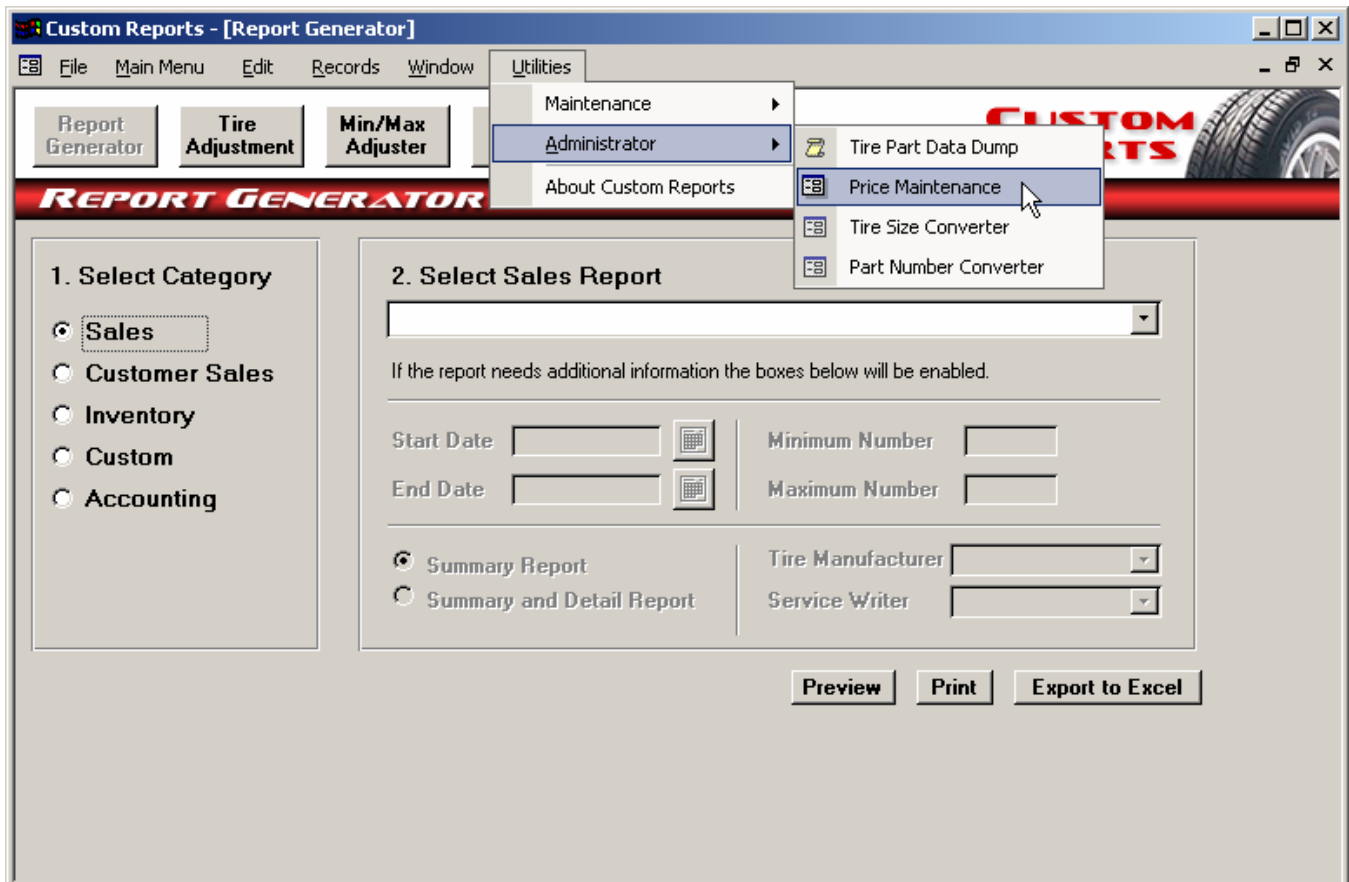 Custom Reports - [Report Generator]
File Main Menu Edit Records Window Utilities
Maintenance
Administrator
About Custom Reports
Tire Part Data Dump
Price Maintenance
Tire Size Converter
Part Number Converter
Report Generator
Tire Adjustment
Min/Max Adjuster
CUSTOM
RTS
REPORT GENERATOR
1. Select Category
Sales
Customer Sales
Inventory
Custom
Accounting
2. Select Sales Report
If the report needs additional information the boxes below will be enabled.
Start Date
End Date
Minimum Number
Maximum Number
Summary Report
Summary and Detail Report
Tire Manufacturer
Service Writer
Preview Print Export to Excel